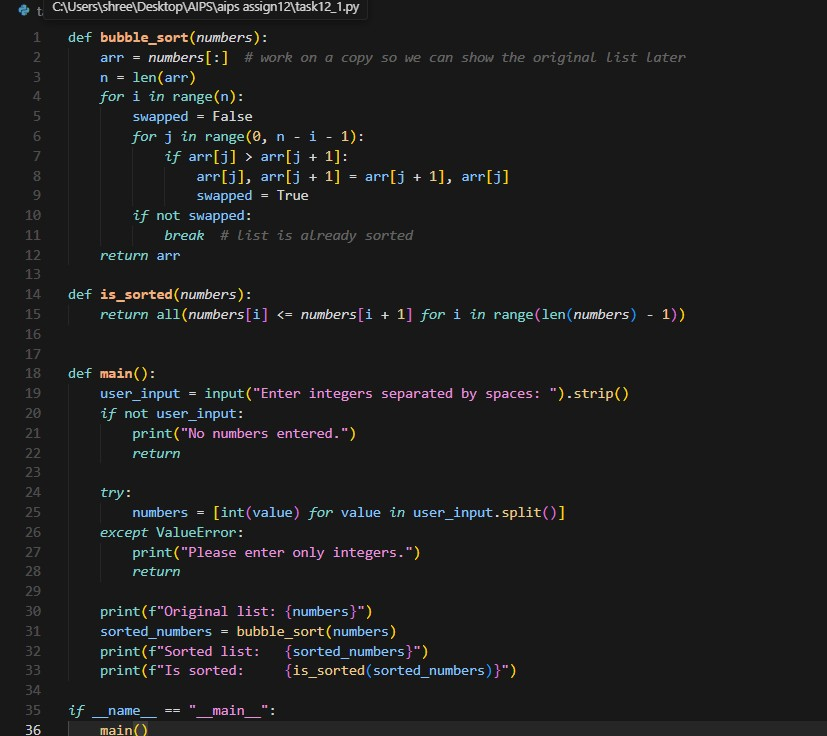 C:\Users\shree\Desktop\AIPS\aips assign12\task12_1.py
1 def bubble_sort(numbers):
2     arr = numbers[:]  # work on a copy so we can show the original list later
3     n = len(arr)
4     for i in range(n):
5         swapped = False
6         for j in range(0, n - i - 1):
7             if arr[j] > arr[j + 1]:
8                 arr[j], arr[j + 1] = arr[j + 1], arr[j]
9                 swapped = True
10         if not swapped:
11             break  # list is already sorted
12     return arr
13
14 def is_sorted(numbers):
15     return all(numbers[i] <= numbers[i + 1] for i in range(len(numbers) - 1))
16
17
18 def main():
19     user_input = input("Enter integers separated by spaces: ").strip()
20     if not user_input:
21         print("No numbers entered.")
22         return
23
24     try:
25         numbers = [int(value) for value in user_input.split()]
26     except ValueError:
27         print("Please enter only integers.")
28         return
29
30     print(f"Original list: {numbers}")
31     sorted_numbers = bubble_sort(numbers)
32     print(f"Sorted list:   {sorted_numbers}")
33     print(f"Is sorted:     {is_sorted(sorted_numbers)}")
34
35 if __name__ == "__main__":
36     main()